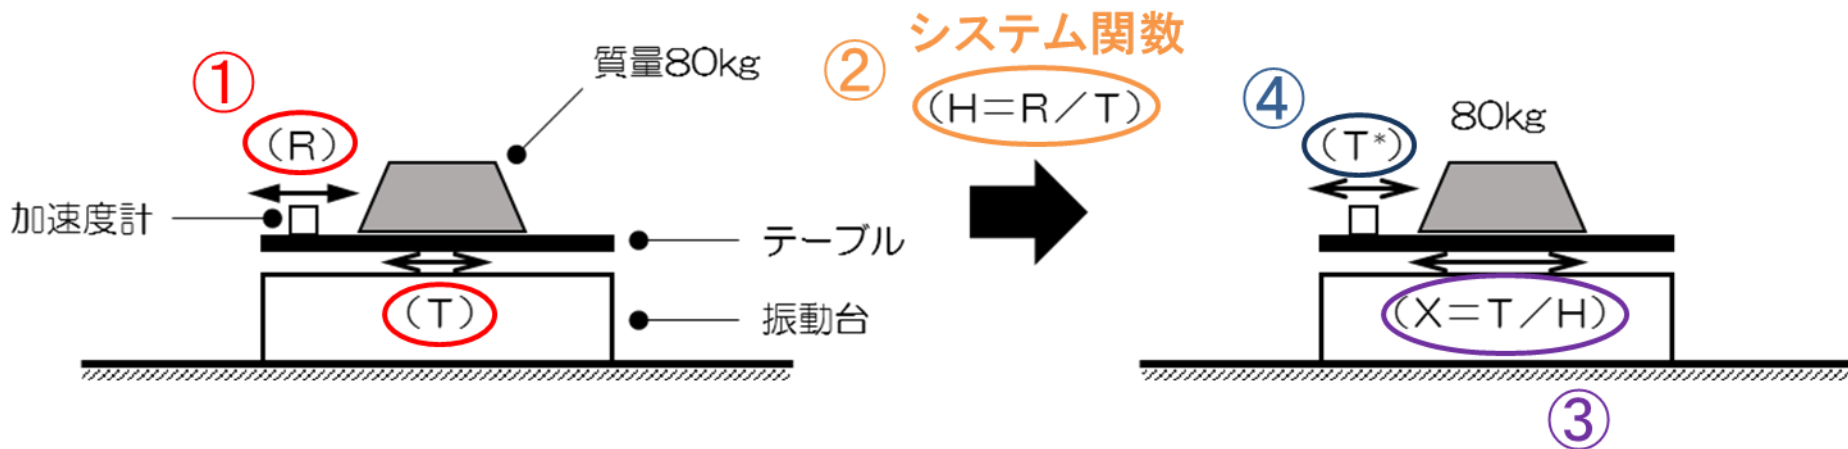 ①
(R)
加速度計
質量80kg
テーブル
(T)
振動台
②
システム関数
(H=R/T)
④
(T*)
80kg
(X=T/H)
③